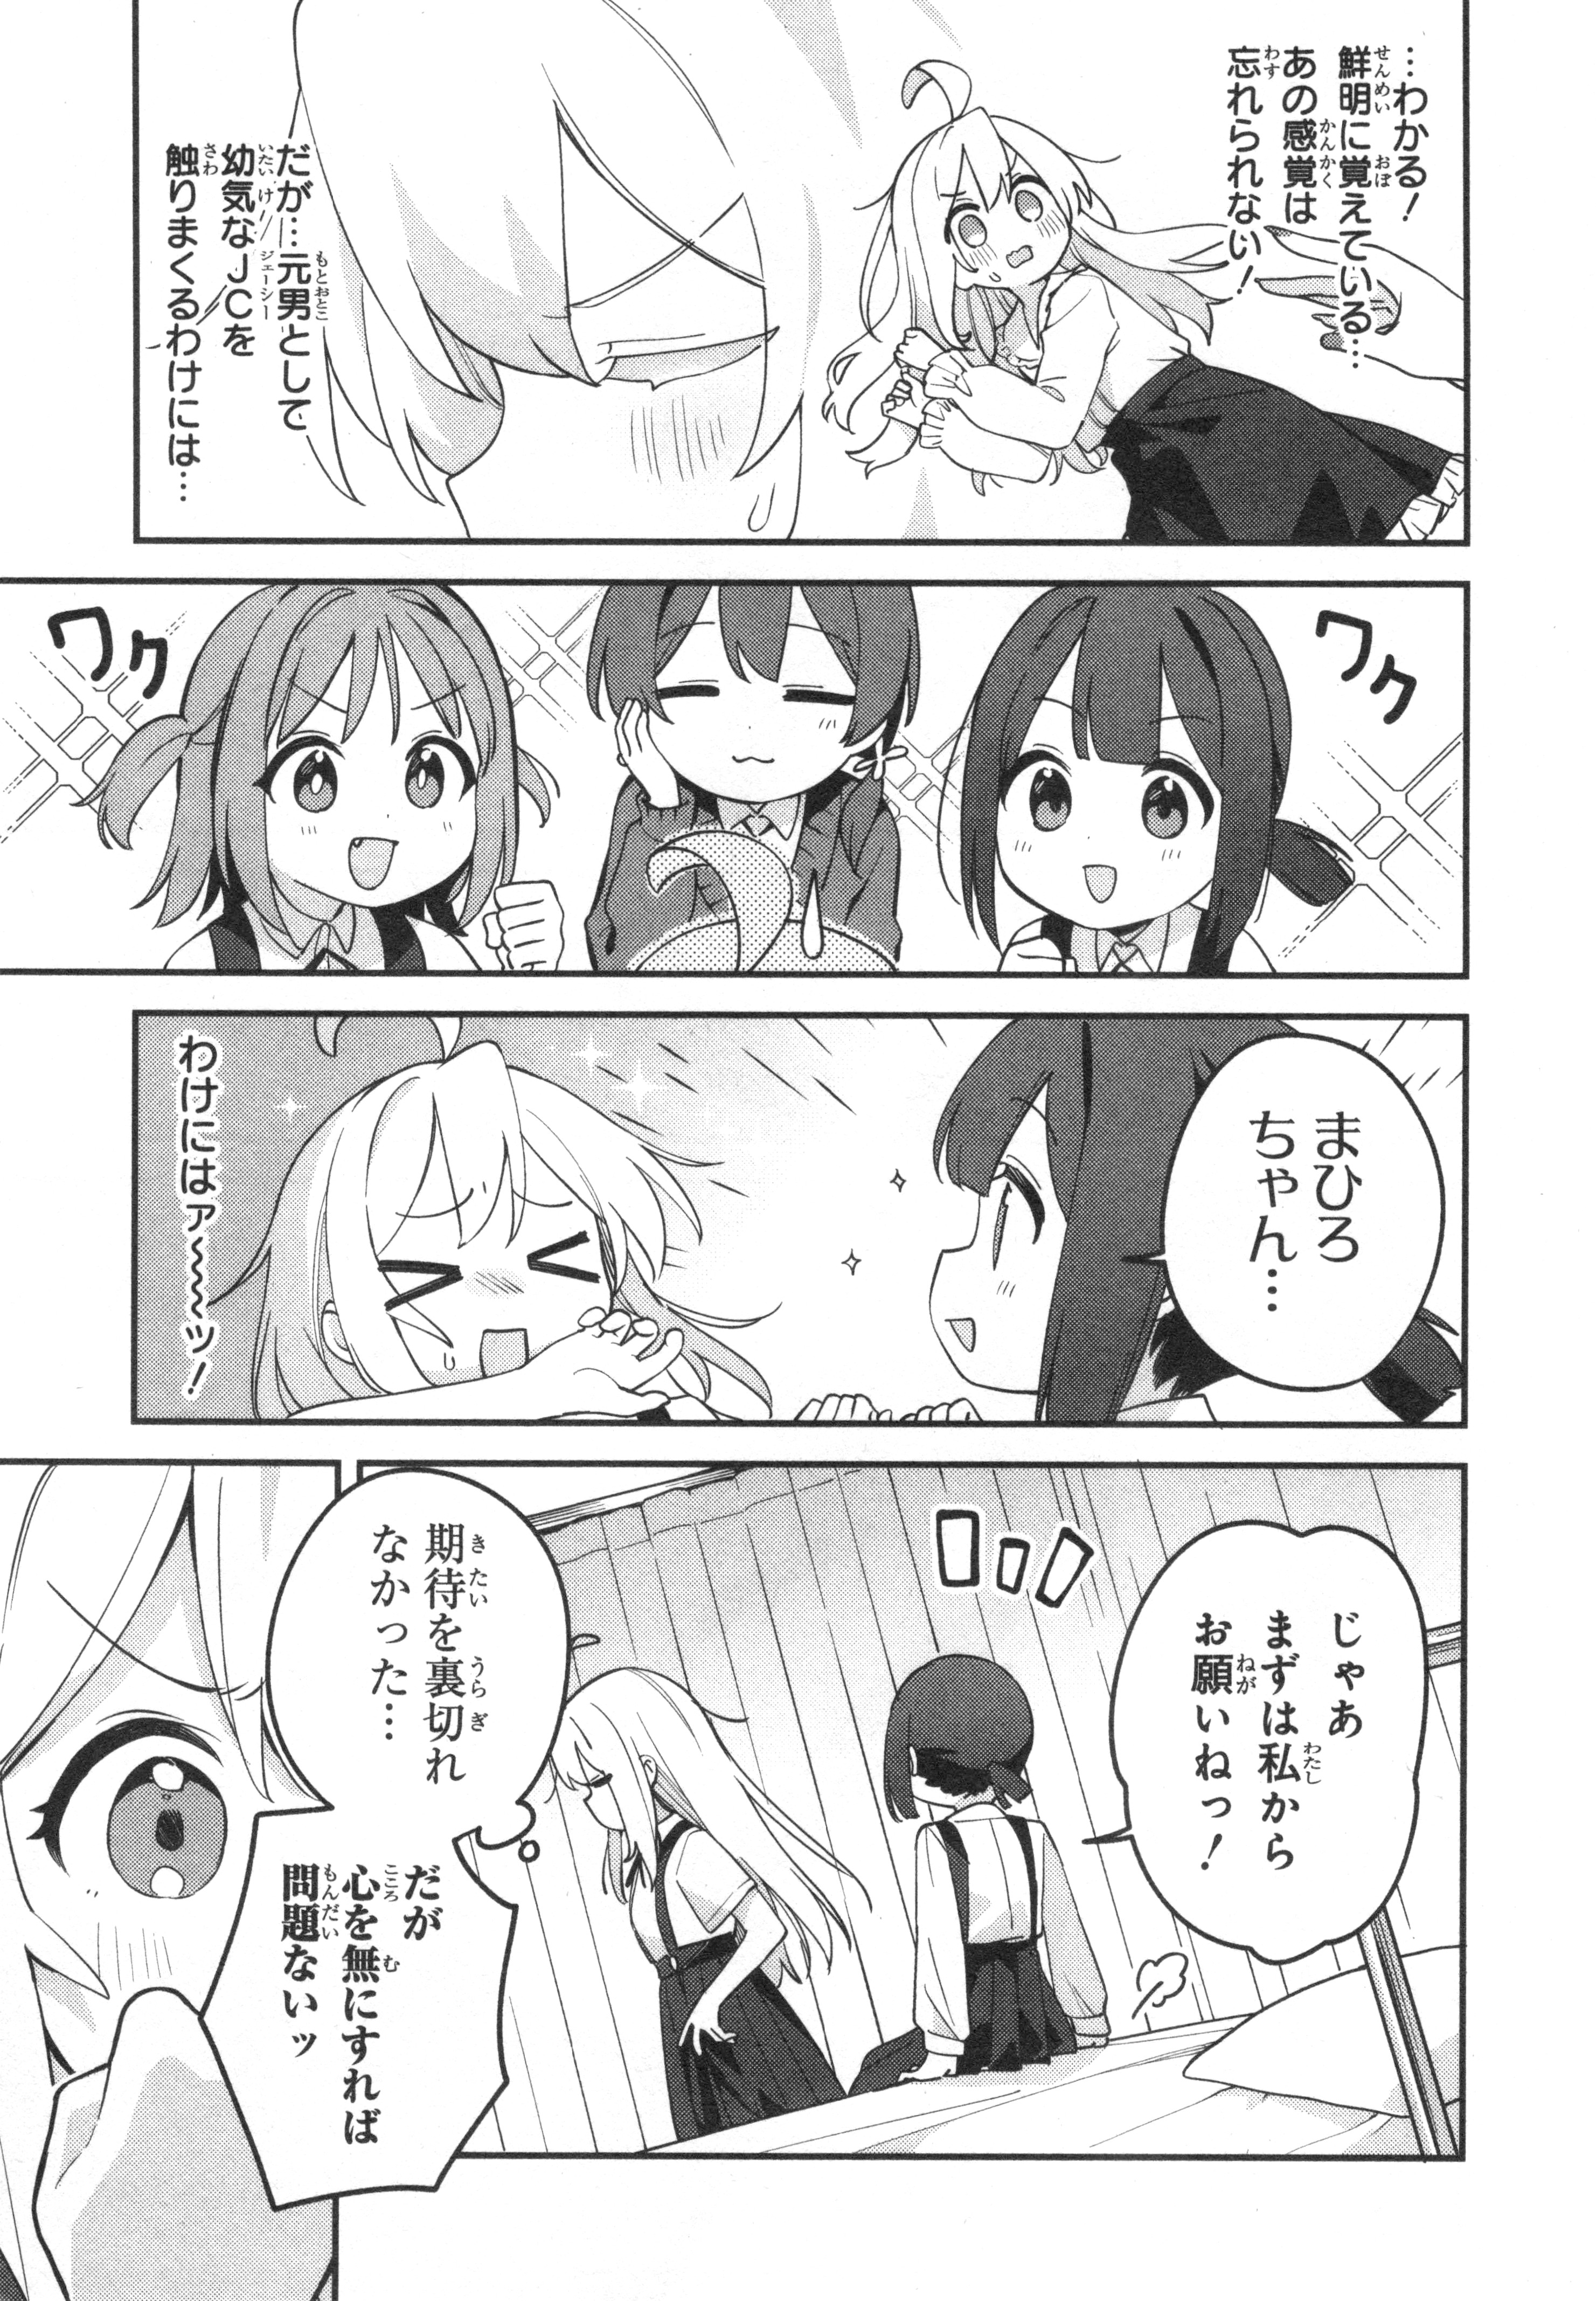 …わかる！
鮮明に覚えている…
あの感覚は
忘れられない！
だが…元男として
幼気なJCを
触りまくるわけには…
ワク
ワク
まひろ
ちゃん…
わけにはァ〜〜〜ッ！
じゃあ
まずは私から
お願いねっ！
期待を裏切れ
なかった…
だが
心を無にすれば
問題ないッ